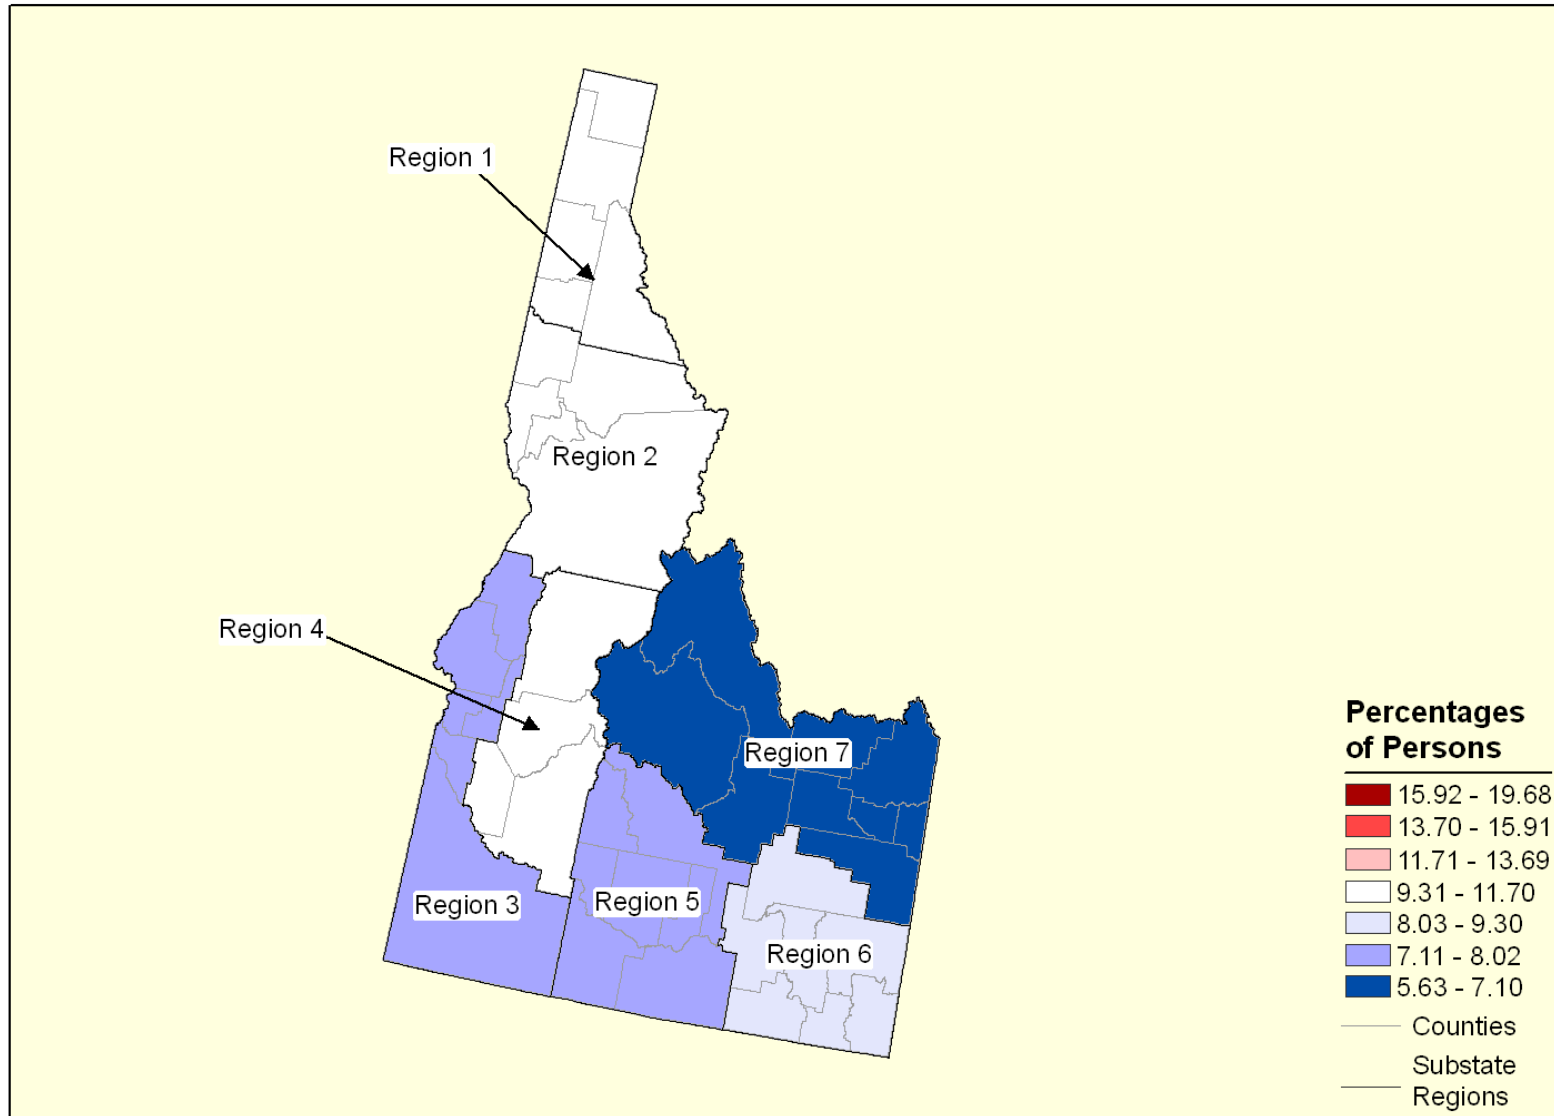 Region 1
Region 2
Region 4
Region 7
Region 3
Region 5
Region 6
Percentages
of Persons
15.92 - 19.68
13.70 - 15.91
11.71 - 13.69
9.31 - 11.70
8.03 - 9.30
7.11 - 8.02
5.63 - 7.10
Counties
Substate
Regions